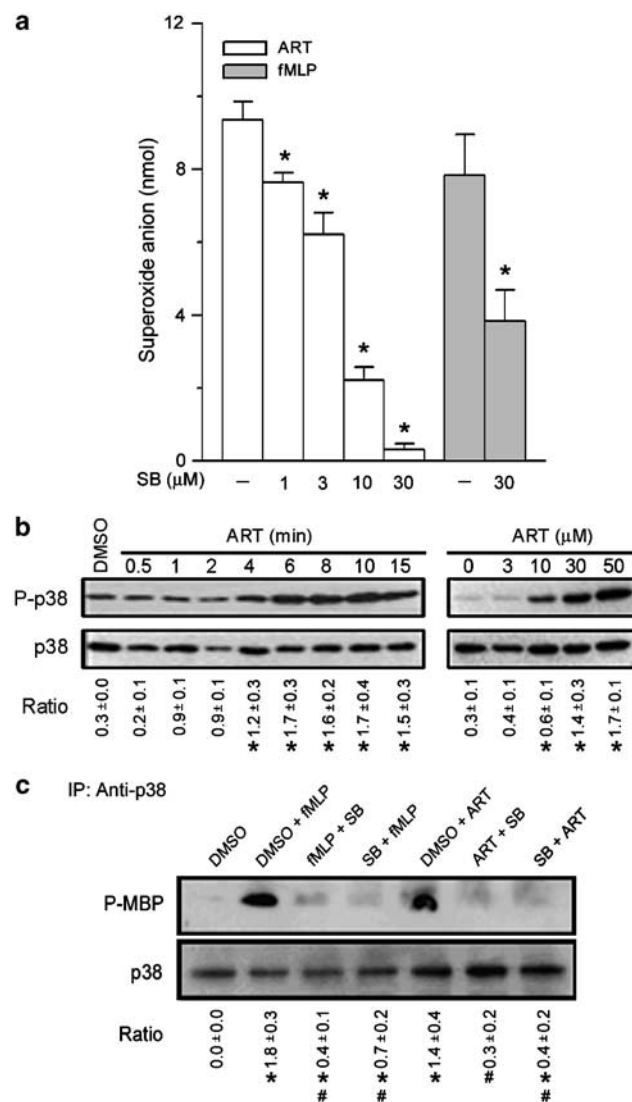 a
12
ART
fMLP
*
*
8
*
Superoxide anion (nmol)
4
*
*
0
SB (μM) – 1 3 10 30 – 30
b
DMSO
ART (min) ART (μM)
0.5 1 2 4 6 8 10 15 0 3 10 30 50
P-p38
p38
Ratio
0.3 ± 0.0
0.2 ± 0.1
0.9 ± 0.1
0.9 ± 0.1
*1.2 ± 0.3
*1.7 ± 0.3
*1.6 ± 0.2
*1.7 ± 0.4
*1.5 ± 0.3
0.3 ± 0.1
0.4 ± 0.1
*0.6 ± 0.1
*1.4 ± 0.3
*1.7 ± 0.1
c
IP: Anti-p38
DMSO
DMSO + fMLP
fMLP + SB
SB + fMLP
DMSO + ART
ART + SB
SB + ART
P-MBP
p38
Ratio
0.0 ± 0.0
*1.8 ± 0.3
#*0.4 ± 0.1
#*0.7 ± 0.2
*1.4 ± 0.4
#0.3 ± 0.2
#*0.4 ± 0.2